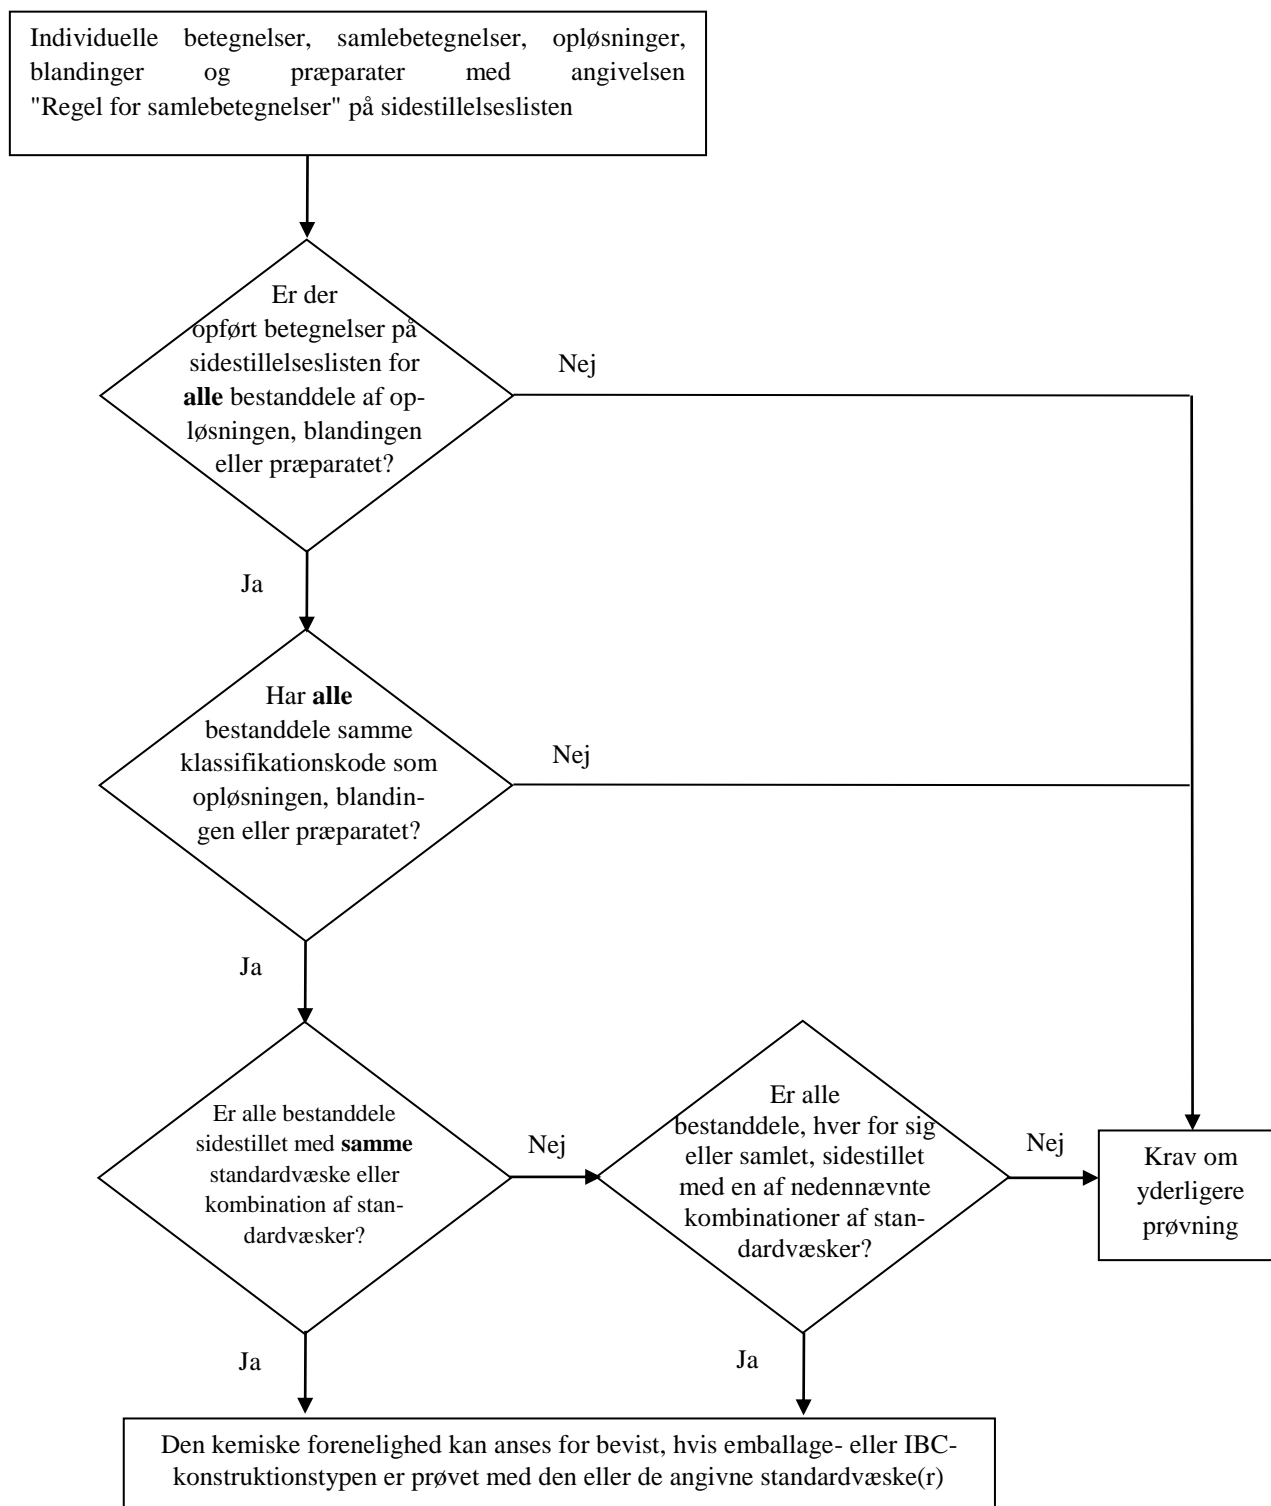 Individuelle betegnelser, samlebetegnelser, opløsninger,
blandinger og præparater med angivelsen
"Regel for samlebetegnelser" på sidestillelseslisten
Er der
opført betegnelser på
sidestillelseslisten for
alle bestanddele af op-
løsningen, blandingen
eller præparatet?
Nej
Ja
Har alle
bestanddele samme
klassifikationskode som
opløsningen, blandin-
gen eller præparatet?
Nej
Ja
Er alle bestanddele
sidestillet med samme
standardvæske eller
kombination af stan-
dardvæsker?
Nej
Er alle
bestanddele, hver for sig
eller samlet, sidestillet
med en af nedennævnte
kombinationer af stan-
dardvæsker?
Nej
Krav om
yderligere
prøvning
Ja
Ja
Den kemiske forenelighed kan anses for bevist, hvis emballage- eller IBC-
konstruktionstypen er prøvet med den eller de angivne standardvæske(r)